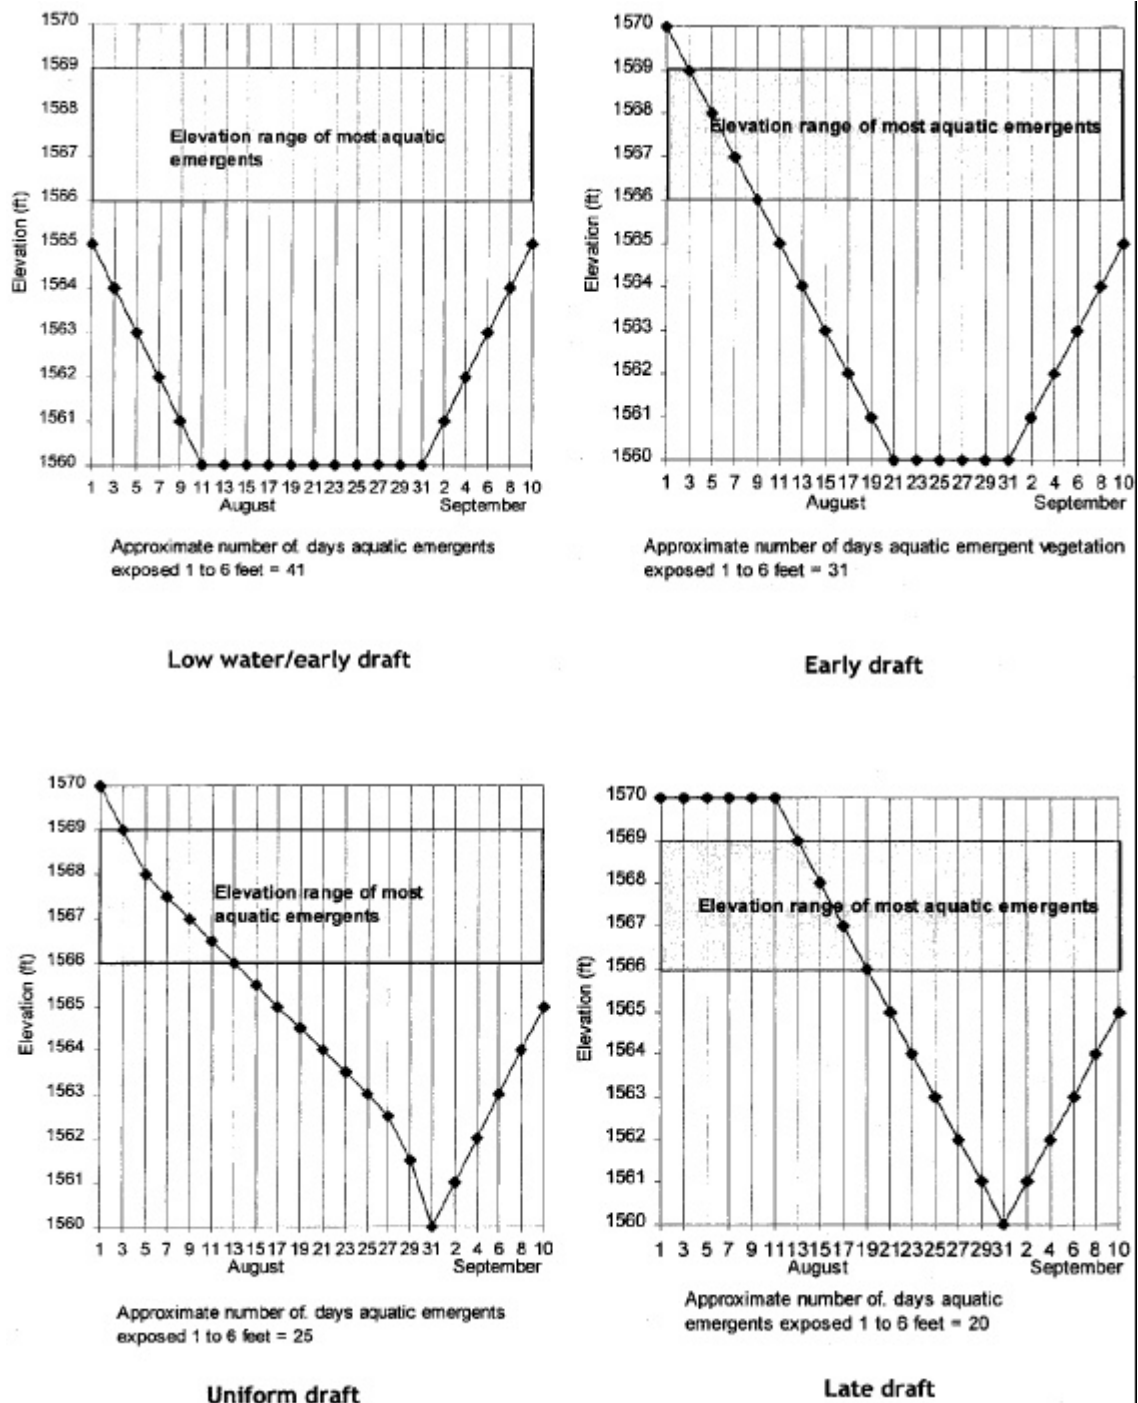 1570
1569
1568
1567
1566
1565
1564
1563
1562
1561
1560
Elevation (ft)
Elevation range of most aquatic
emergents
1 3 5 7 9 11 13 15 17 19 21 23 25 27 29 31 2 4 6 8 10
August September
Approximate number of. days aquatic emergents
exposed 1 to 6 feet = 41
Low water/early draft
1570
1569
1568
1567
1566
1565
1564
1563
1562
1561
1560
Elevation (ft)
Elevation range of most aquatic emergents
1 3 5 7 9 11 13 15 17 19 21 23 25 27 29 31 2 4 6 8 10
August September
Approximate number of days aquatic emergent vegetation
exposed 1 to 6 feet = 31
Early draft
1570
1569
1568
1567
1566
1565
1564
1563
1562
1561
1560
Elevation (ft)
Elevation range of most
aquatic emergents
1 3 5 7 9 11 13 15 17 19 21 23 25 27 29 31 2 4 6 8 10
August September
Approximate number of. days aquatic emergents
exposed 1 to 6 feet = 25
Uniform draft
1570
1569
1568
1567
1566
1565
1564
1563
1562
1561
1560
Elevation (ft)
Elevation range of most aquatic emergents
1 3 5 7 9 11 13 15 17 19 21 23 25 27 29 31 2 4 6 8 10
August September
Approximate number of. days aquatic
emergents exposed 1 to 6 feet = 20
Late draft